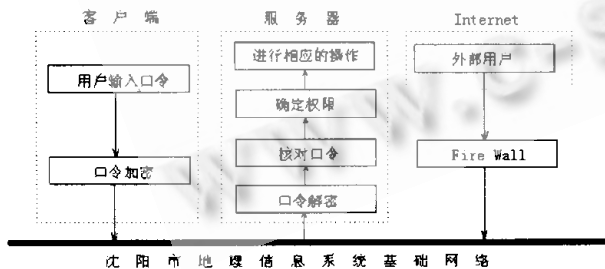 客户端 服务器 Internet
进行相应的操作 外部用户
用户输入口令
确定权限
核对口令 Fire Wall
口令加密
口令解密
沈阳市地理信息系统基础网络